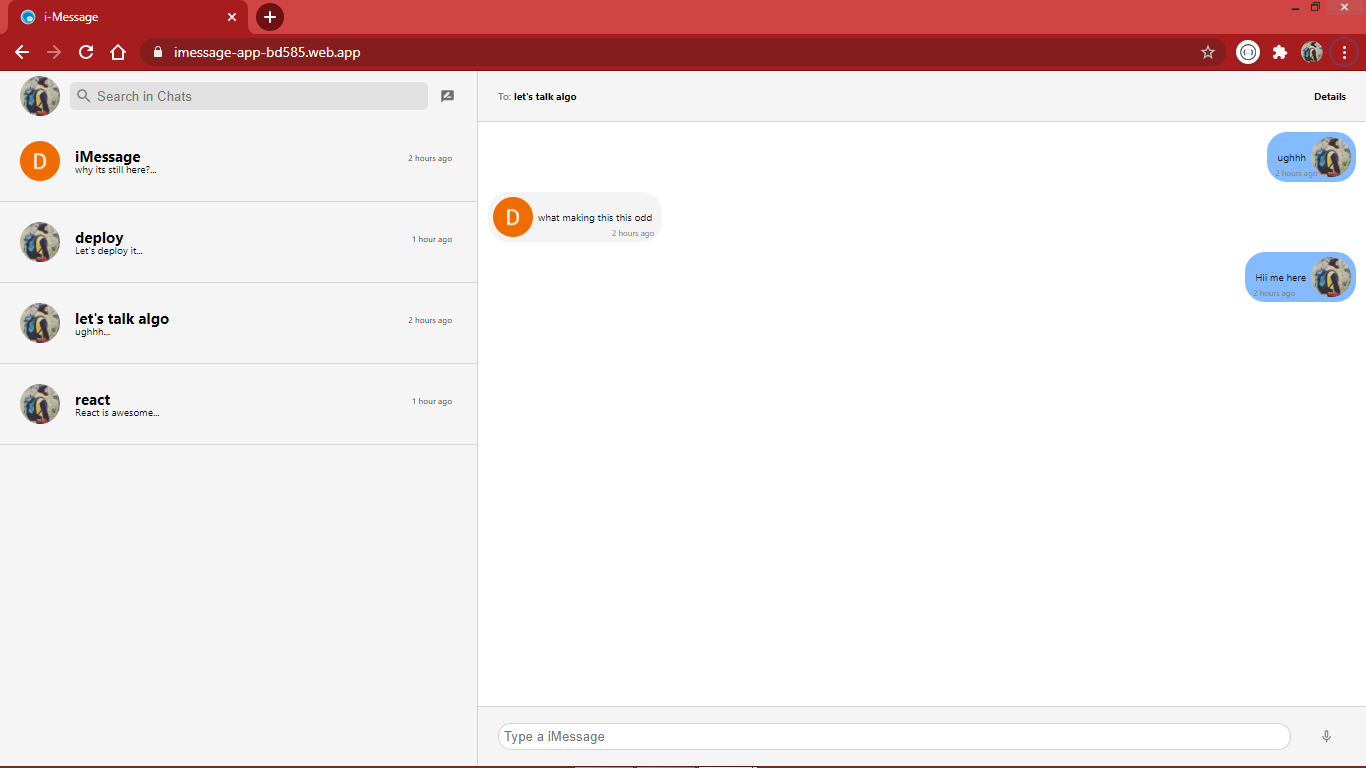 i-Message
imessage-app-bd585.web.app
Search in Chats
D
iMessage
2 hours ago
why its still here?...
deploy
1 hour ago
Let's deploy it...
let's talk algo
2 hours ago
ughhh...
react
1 hour ago
React is awesome...
To: let's talk algo
Details
ughhh
2 hours ago
D
what making this this odd
2 hours ago
Hii me here
2 hours ago
Type a iMessage